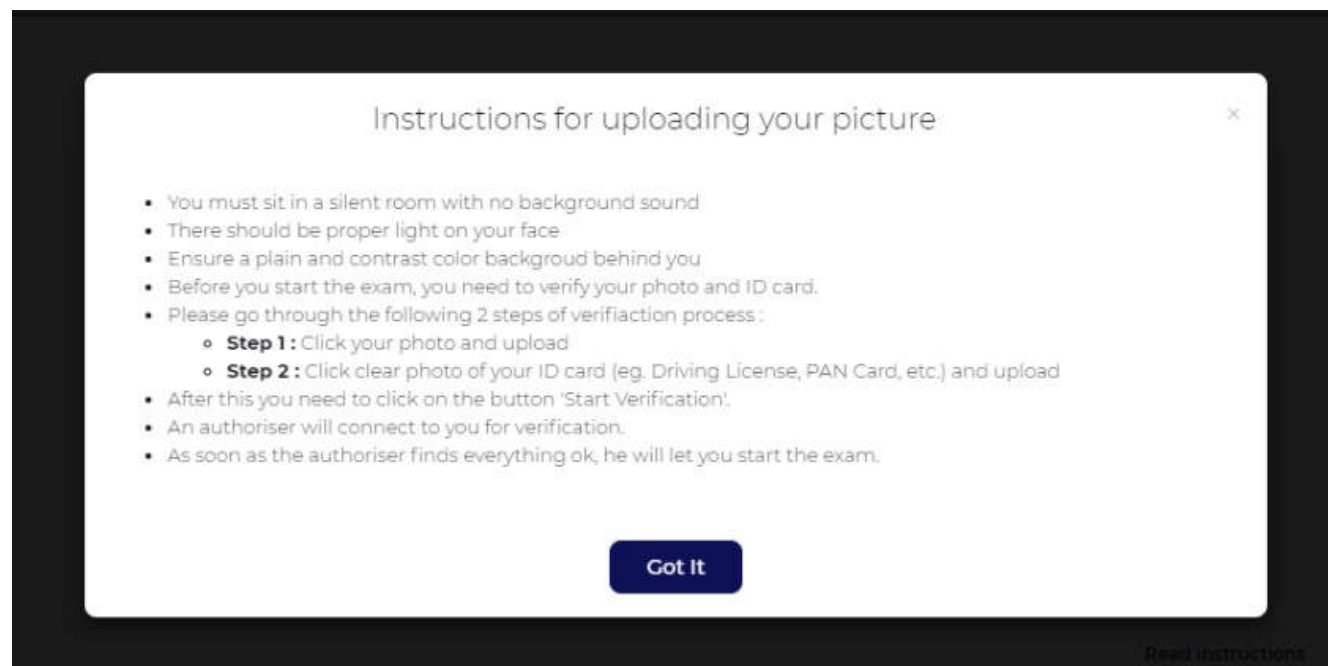 Instructions for uploading your picture
×
• You must sit in a silent room with no background sound
• There should be proper light on your face
• Ensure a plain and contrast color backgroud behind you
• Before you start the exam, you need to verify your photo and ID card.
• Please go through the following 2 steps of verifiaction process :
◦ Step 1 : Click your photo and upload
◦ Step 2 : Click clear photo of your ID card (eg. Driving License, PAN Card, etc.) and upload
• After this you need to click on the button 'Start Verification'.
• An authoriser will connect to you for verification.
• As soon as the authoriser finds everything ok, he will let you start the exam.
Got It
Read instructions